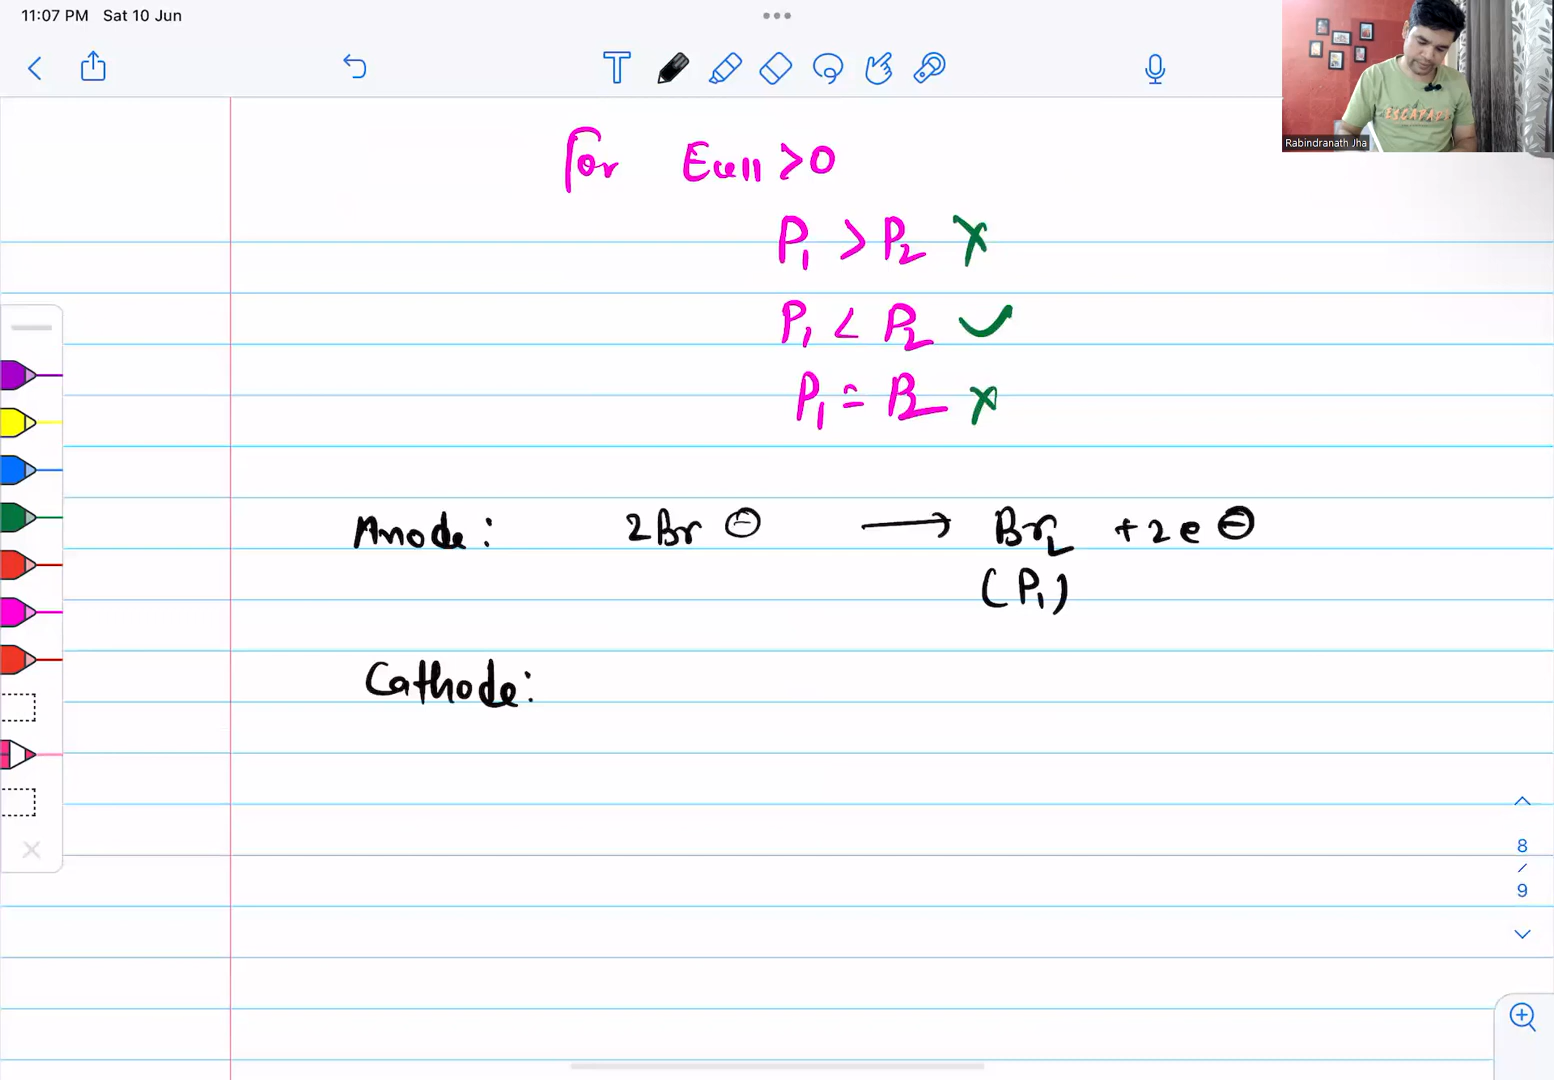 11:07 PM Sat 10 Jun
ESCAPADE
Rabindranath Jha
for Ecell > 0
P₁ > P₂ ✗
P₁ < P₂ ✓
P₁ = P₂ ✗
Anode: 2Br ⊖ ⟶ Br₂ + 2e ⊖
(P₁)
Cathode:
8
/
9